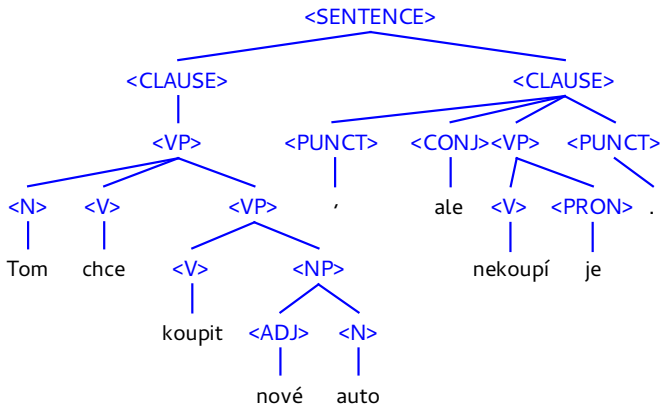 <SENTENCE>
<CLAUSE> <CLAUSE>
<VP> <PUNCT> <CONJ> <VP> <PUNCT>
<N> <V> <VP> , ale <V> <PRON> .
Tom chce <V> <NP> nekoupí je
koupit <ADJ> <N>
nové auto